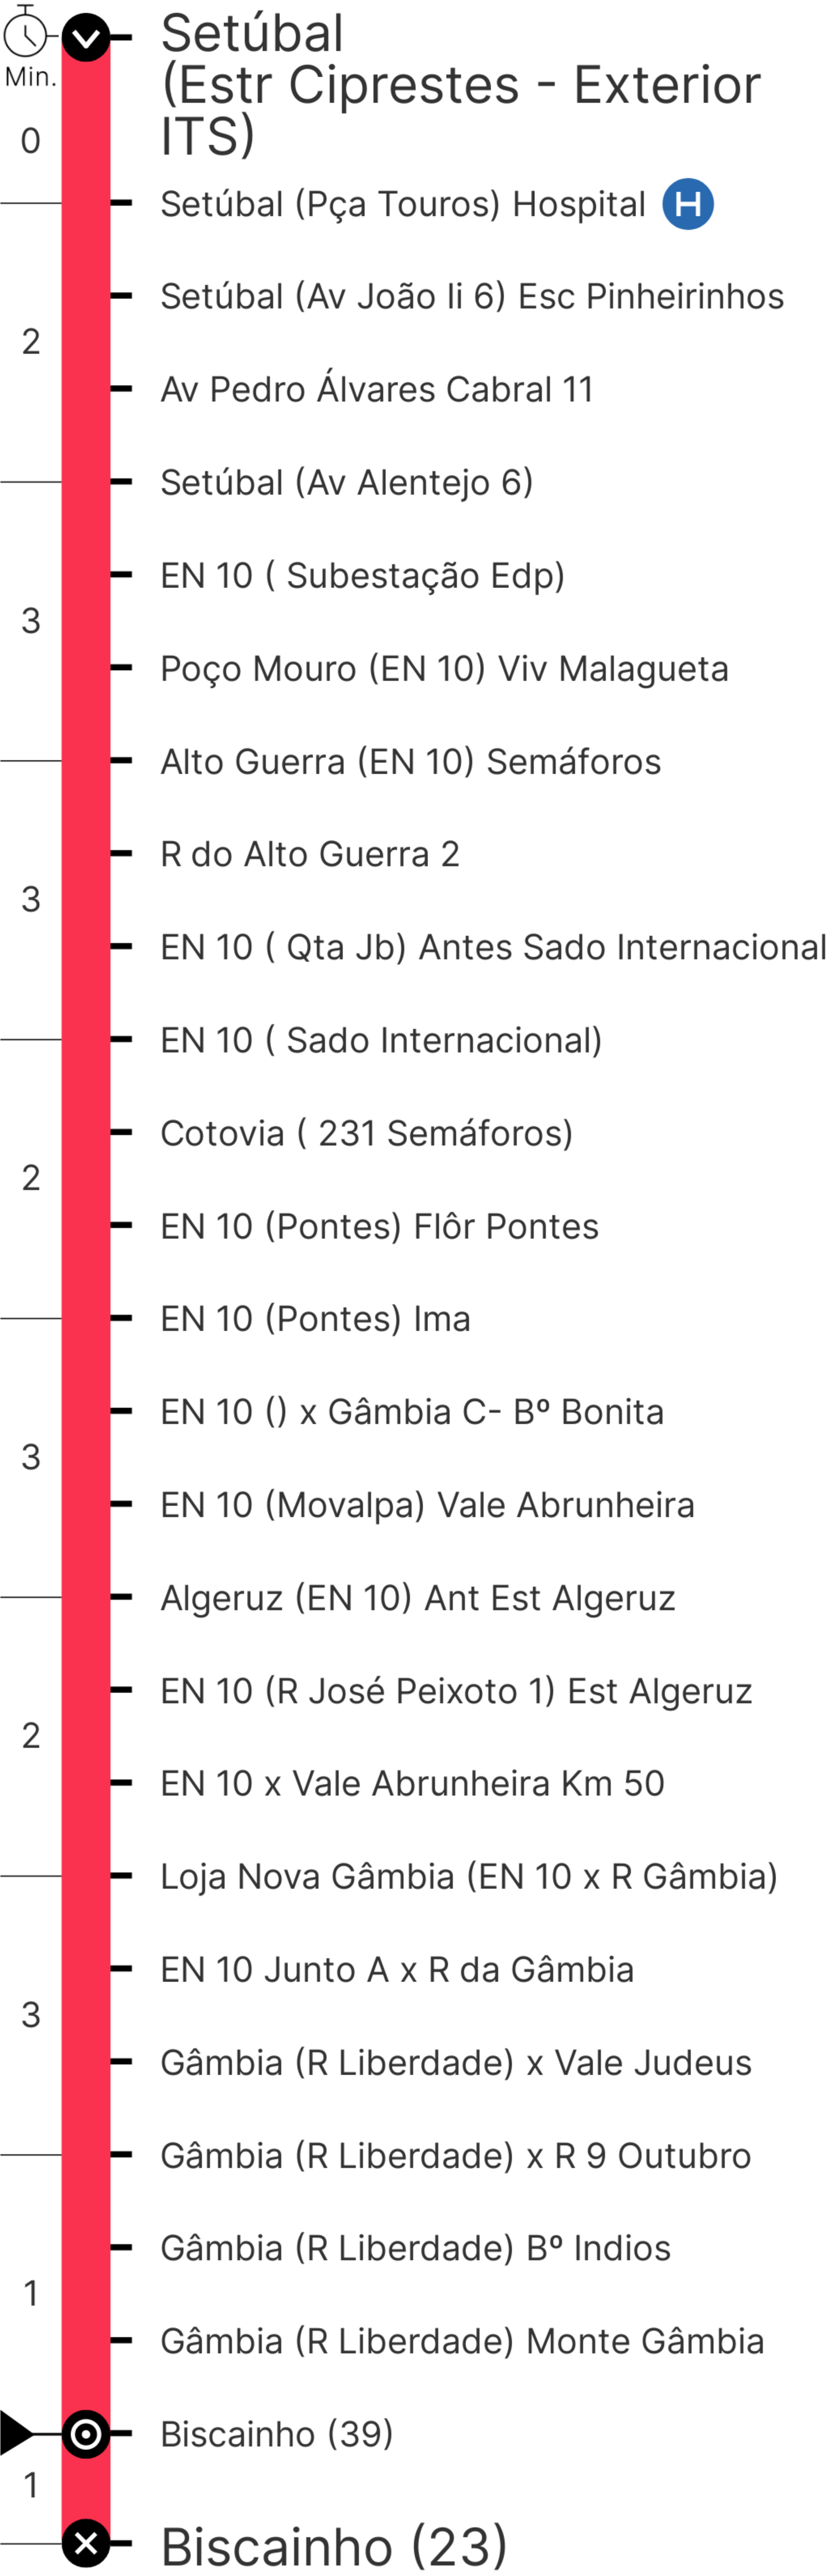 Setúbal
(Estr Ciprestes - Exterior
ITS)
Min.
0
Setúbal (Pça Touros) Hospital H
Setúbal (Av João Ii 6) Esc Pinheirinhos
2
Av Pedro Álvares Cabral 11
Setúbal (Av Alentejo 6)
EN 10 ( Subestação Edp)
3
Poço Mouro (EN 10) Viv Malagueta
Alto Guerra (EN 10) Semáforos
R do Alto Guerra 2
3
EN 10 ( Qta Jb) Antes Sado Internacional
EN 10 ( Sado Internacional)
Cotovia ( 231 Semáforos)
2
EN 10 (Pontes) Flôr Pontes
EN 10 (Pontes) Ima
EN 10 () x Gâmbia C- Bº Bonita
3
EN 10 (Movalpa) Vale Abrunheira
Algeruz (EN 10) Ant Est Algeruz
EN 10 (R José Peixoto 1) Est Algeruz
2
EN 10 x Vale Abrunheira Km 50
Loja Nova Gâmbia (EN 10 x R Gâmbia)
EN 10 Junto A x R da Gâmbia
3
Gâmbia (R Liberdade) x Vale Judeus
Gâmbia (R Liberdade) x R 9 Outubro
Gâmbia (R Liberdade) Bº Indios
1
Gâmbia (R Liberdade) Monte Gâmbia
Biscainho (39)
1
Biscainho (23)